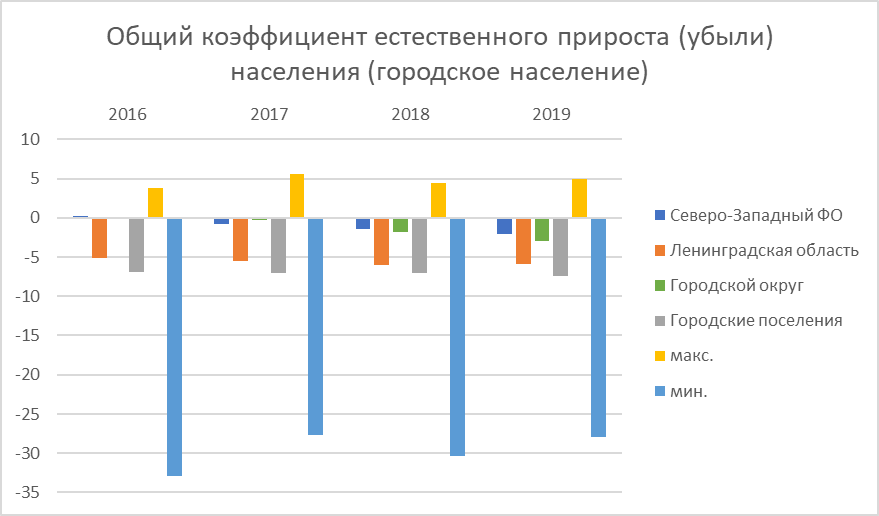 Общий коэффициент естественного прироста (убыли)
населения (городское население)
2016 2017 2018 2019
10
5
0
-5
-10
-15
-20
-25
-30
-35
Северо-Западный ФО
Ленинградская область
Городской округ
Городские поселения
макс.
мин.